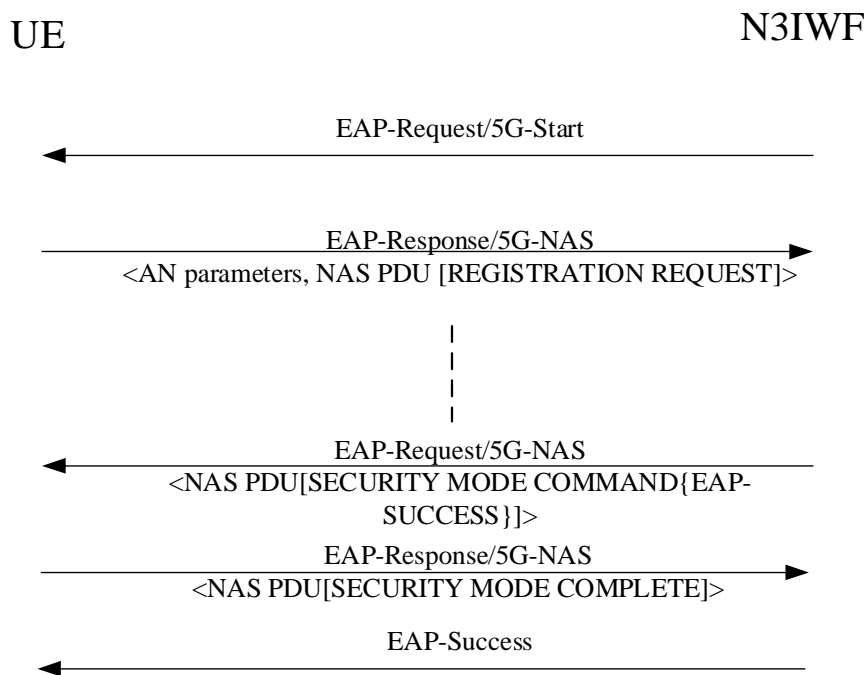 UE
N3IWF
EAP-Request/5G-Start
EAP-Response/5G-NAS
<AN parameters, NAS PDU [REGISTRATION REQUEST]>
EAP-Request/5G-NAS
<NAS PDU[SECURITY MODE COMMAND{EAP-
SUCCESS}]>
EAP-Response/5G-NAS
<NAS PDU[SECURITY MODE COMPLETE]>
EAP-Success